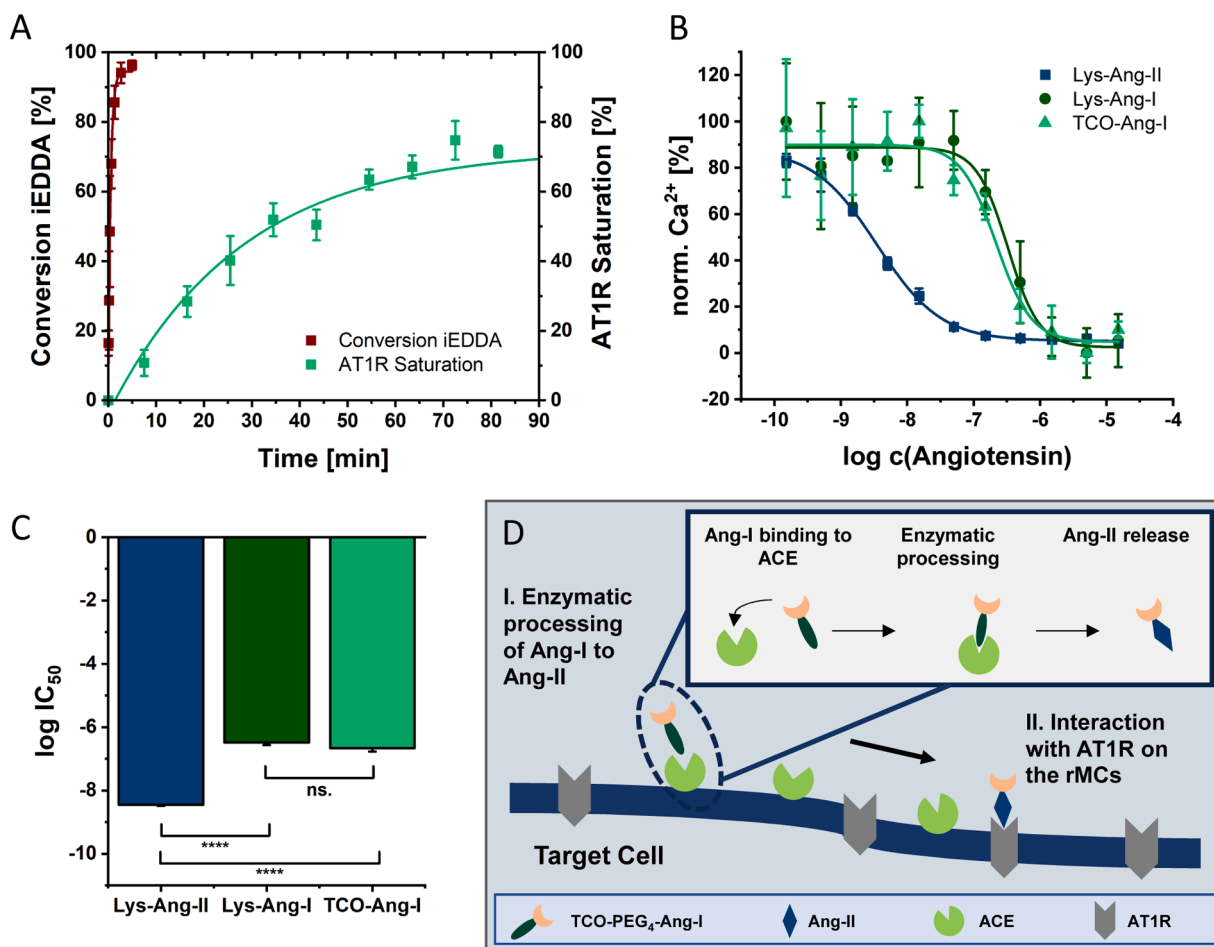 A
Conversion iEDDA [%]
100
80
60
40
20
0
0 10 20 30 40 50 60 70 80 90
Time [min]
100
80
60
40
20
0
AT1R Saturation [%]
Conversion iEDDA
AT1R Saturation
B
norm. Ca2+ [%]
120
100
80
60
40
20
0
-20
-10 -9 -8 -7 -6 -5 -4
log c(Angiotensin)
Lys-Ang-II
Lys-Ang-I
TCO-Ang-I
C
log IC50
0
-2
-4
-6
-8
-10
ns.
****
****
Lys-Ang-II Lys-Ang-I TCO-Ang-I
D
Ang-I binding to
ACE
Enzymatic
processing
Ang-II release
I. Enzymatic
processing
of Ang-I to
Ang-II
II. Interaction
with AT1R on
the rMCs
Target Cell
TCO-PEG4-Ang-I Ang-II ACE AT1R